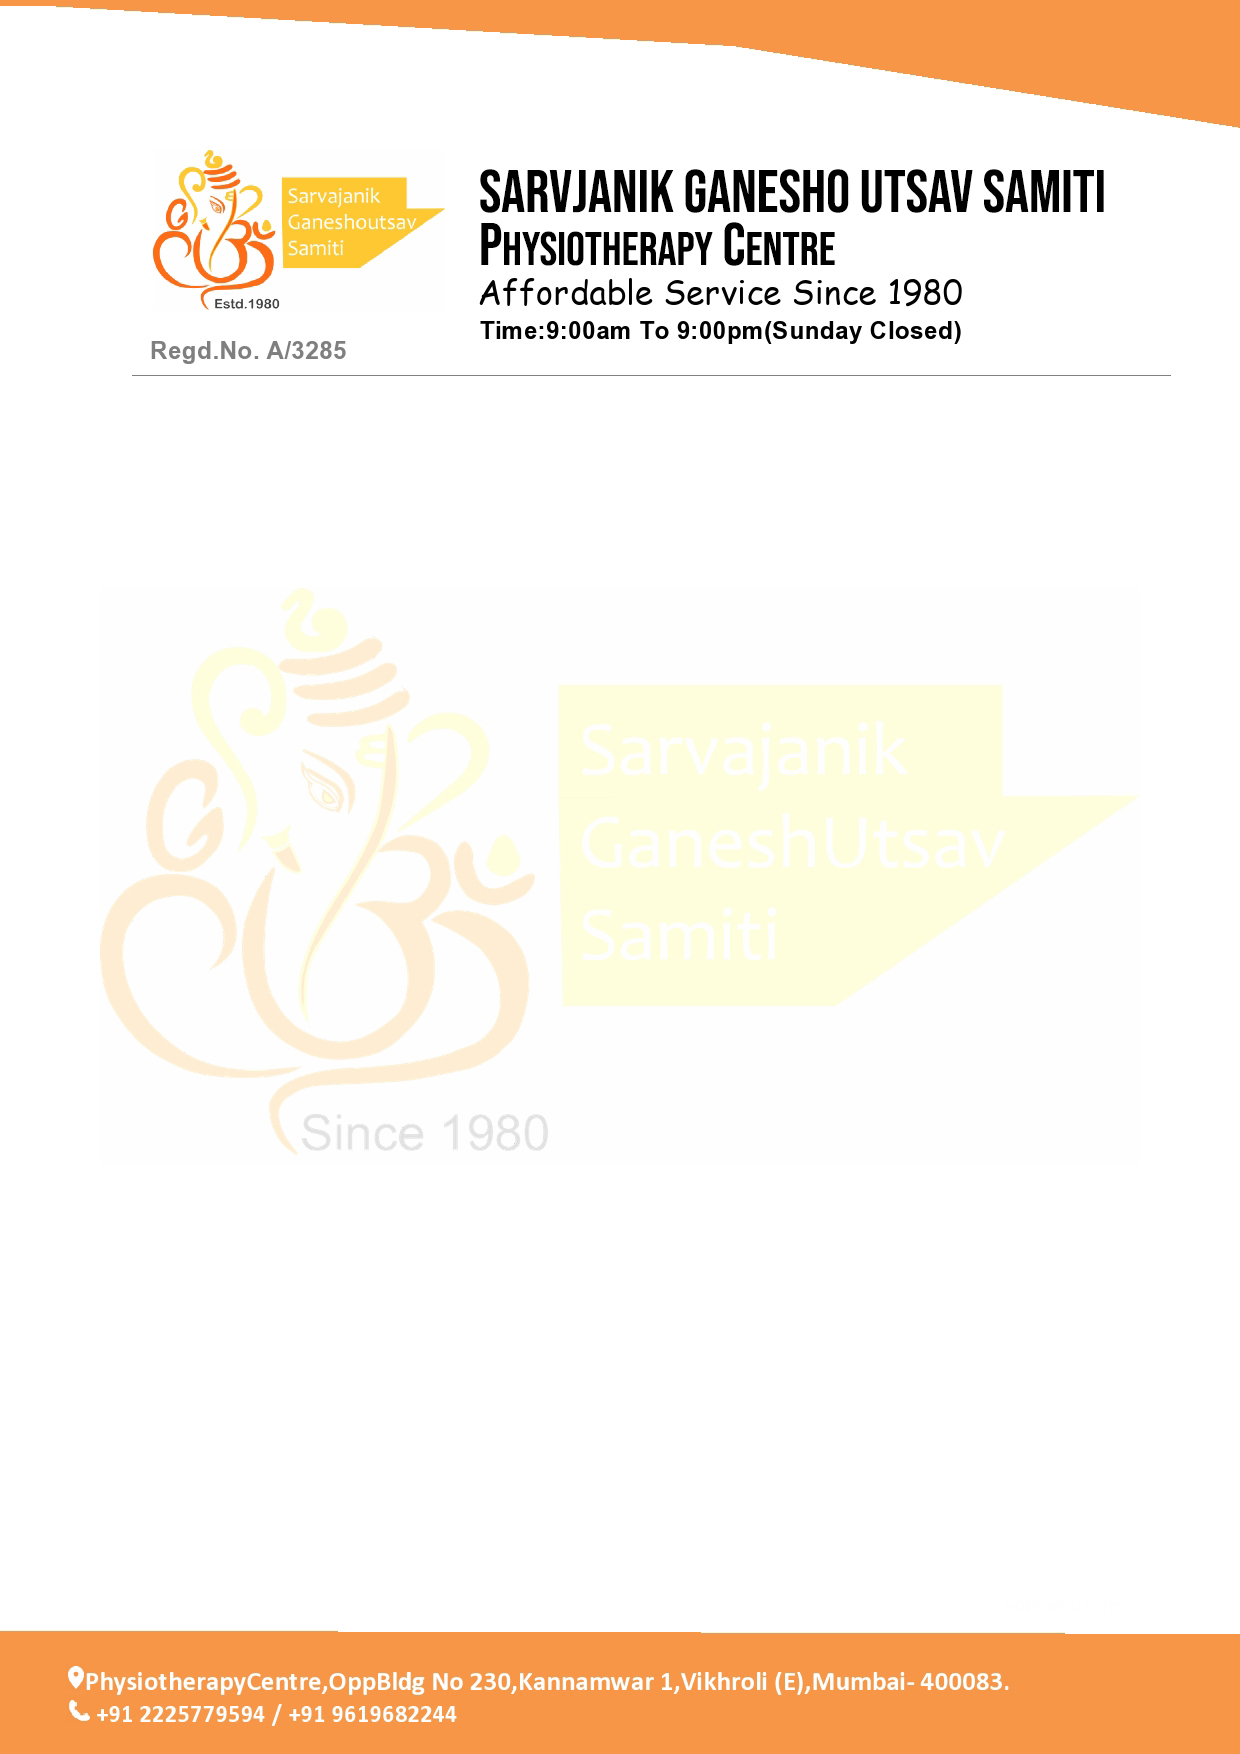 Sarvajanik
Ganeshoutsav
Samiti
Estd.1980
Regd.No. A/3285
SARVJANIK GANESHO UTSAV SAMITI
PHYSIOTHERAPY CENTRE
Affordable Service Since 1980
Time:9:00am To 9:00pm(Sunday Closed)
Sarvajanik
GaneshUtsav
Samiti
Since 1980
PhysiotherapyCentre,OppBldg No 230,Kannamwar 1,Vikhroli (E),Mumbai- 400083.
+91 2225779594 / +91 9619682244